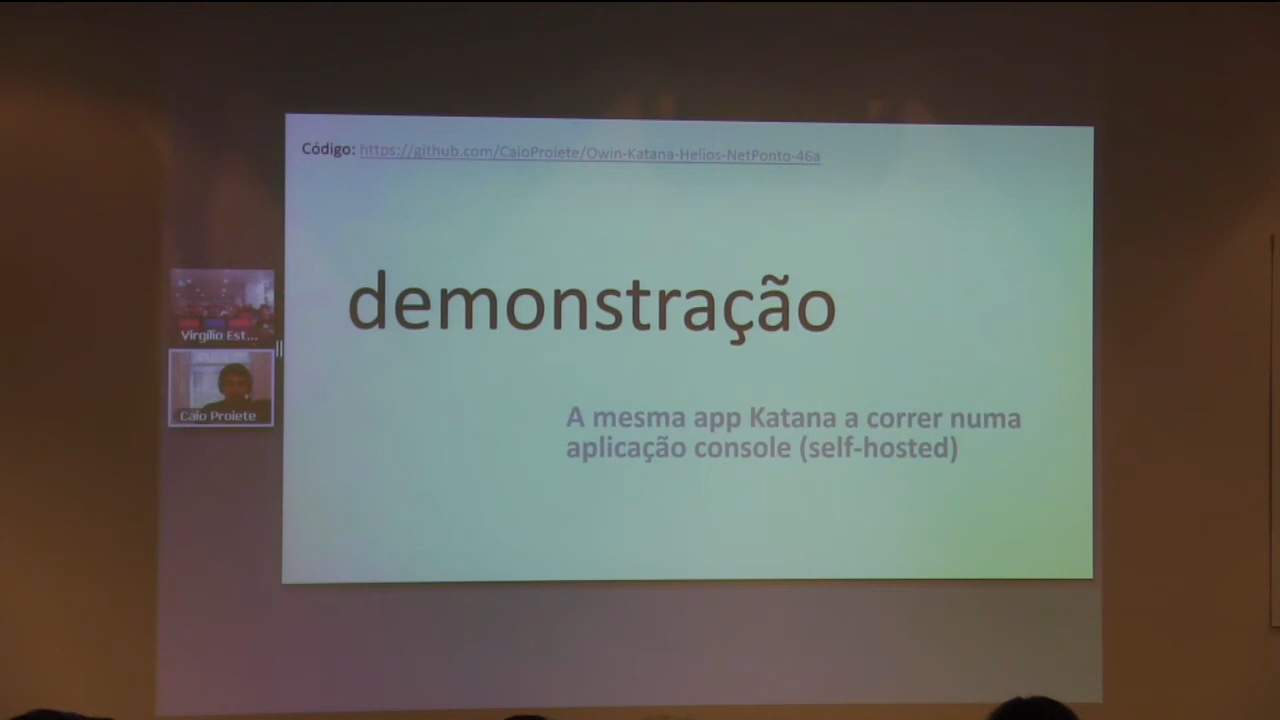 Código: https://github.com/CaioProiete/Owin-Katana-Helios-NetPonto-46a
demonstração
Virgílio Est...
Caio Proiete
A mesma app Katana a correr numa
aplicação console (self-hosted)